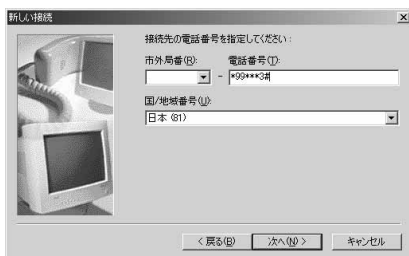 新しい接続
接続先の電話番号を指定してください:
市外局番(R): 電話番号(T):
- *99***3#
国/地域番号(U):
日本 (81)
< 戻る(B) 次へ(N) > キャンセル